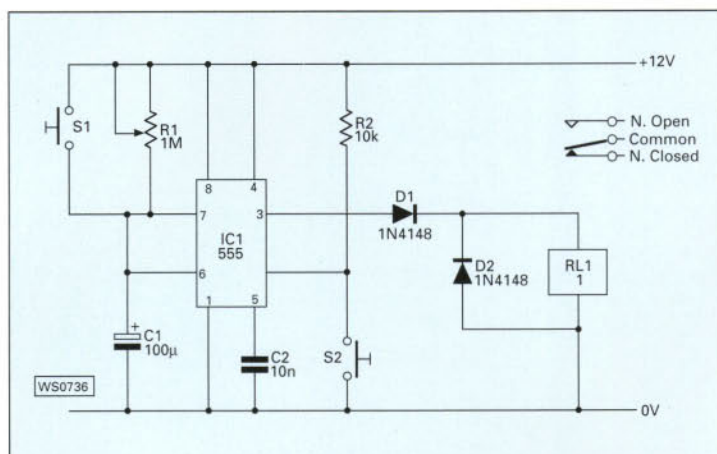 +12V
S1
R1
1M
R2
10k
N. Open
Common
N. Closed
8
4
7
3
D1
1N4148
IC1
555
6
D2
1N4148
RL1
1
1
5
+
C1
100μ
C2
10n
S2
WS0736
0V